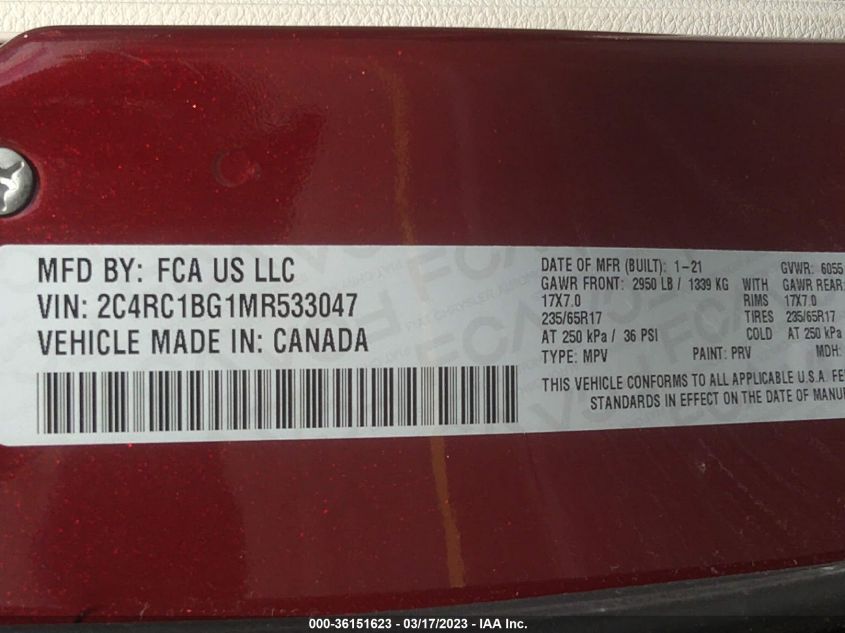 MFD BY: FCA US LLC
VIN: 2C4RC1BG1MR533047
VEHICLE MADE IN: CANADA
DATE OF MFR (BUILT): 1-21 GVWR: 6055
GAWR FRONT: 2950 LB / 1339 KG WITH GAWR REAR:
17X7.0 RIMS 17X7.0
235/65R17 TIRES 235/65R17
AT 250 kPa / 36 PSI COLD AT 250 kPa
TYPE: MPV PAINT: PRV MDH:
THIS VEHICLE CONFORMS TO ALL APPLICABLE U.S.A. FE
STANDARDS IN EFFECT ON THE DATE OF MANU
000-36151623 - 03/17/2023 - IAA Inc.